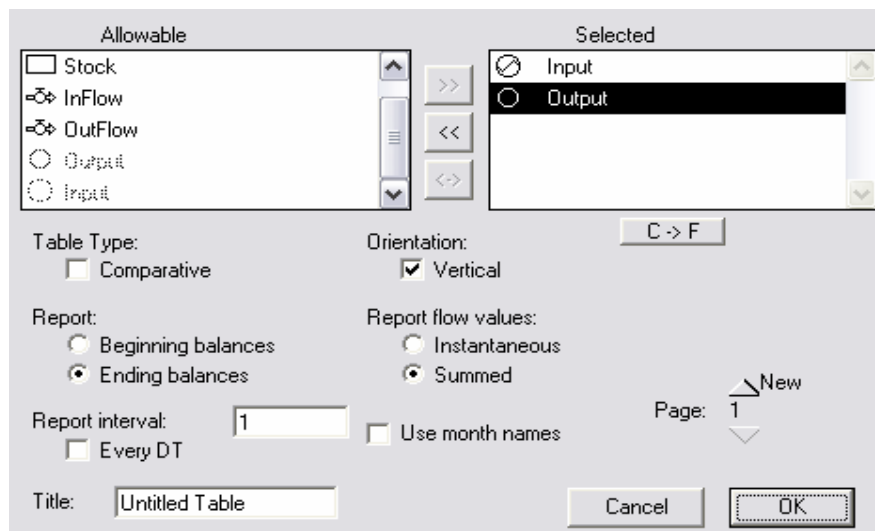 Allowable Selected
Stock
InFlow
OutFlow
Output
Input
>>
<<
<->
Input
Output
C -> F
Table Type:
Comparative
Orientation:
Vertical
Report:
Beginning balances
Ending balances
Report flow values:
Instantaneous
Summed
Report interval: 1
Every DT
Use month names
Page: 1
New
Title: Untitled Table
Cancel
OK